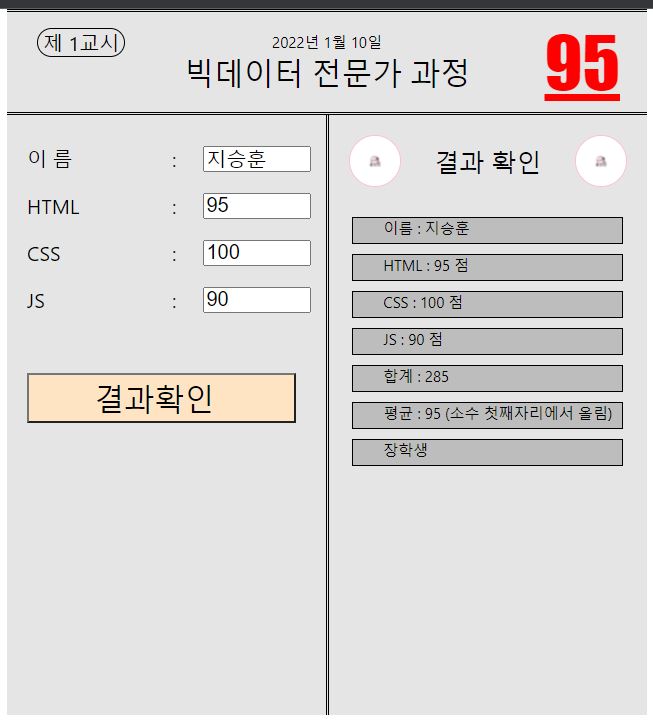 제 1교시
2022년 1월 10일
빅데이터 전문가 과정
95
이 름 : 지승훈
HTML : 95
CSS : 100
JS : 90
결과확인
결과 확인
이름 : 지승훈
HTML : 95 점
CSS : 100 점
JS : 90 점
합계 : 285
평균 : 95 (소수 첫째자리에서 올림)
장학생